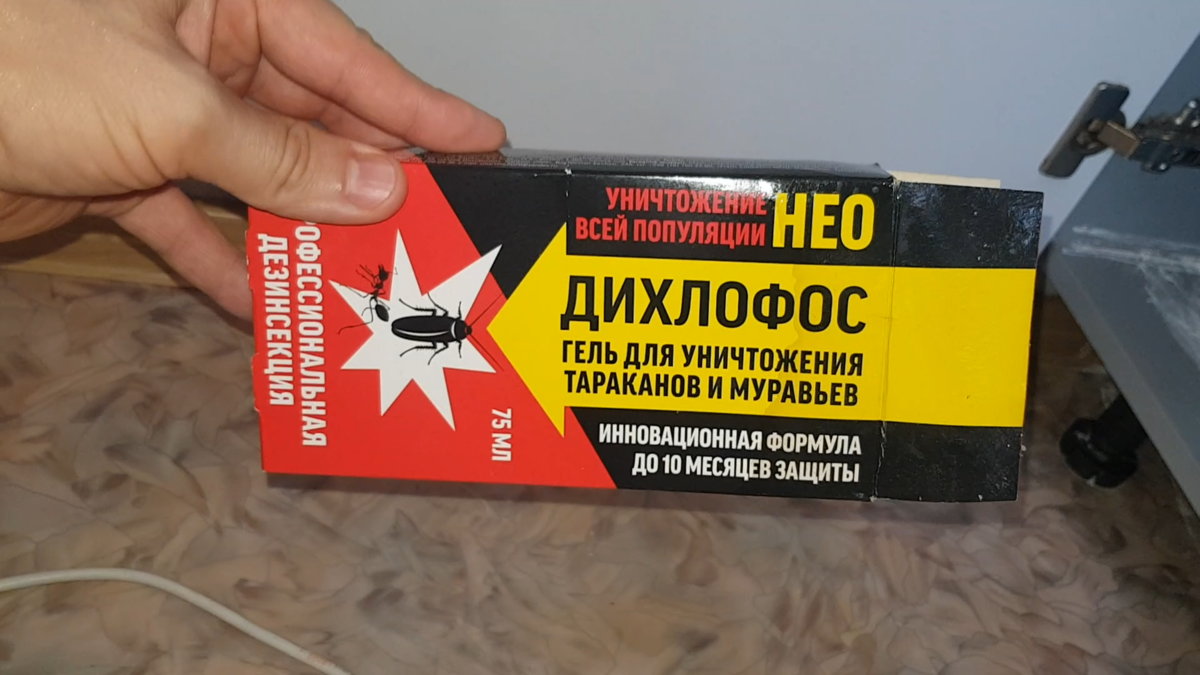 УНИЧТОЖЕНИЕ
ВСЕЙ ПОПУЛЯЦИИ
НЕО
ДИХЛОФОС
ГЕЛЬ ДЛЯ УНИЧТОЖЕНИЯ
ТАРАКАНОВ И МУРАВЬЕВ
ИННОВАЦИОННАЯ ФОРМУЛА
ДО 10 МЕСЯЦЕВ ЗАЩИТЫ
75 МЛ
ОФЕССИОНАЛЬНАЯ
ДЕЗИНСЕКЦИЯ